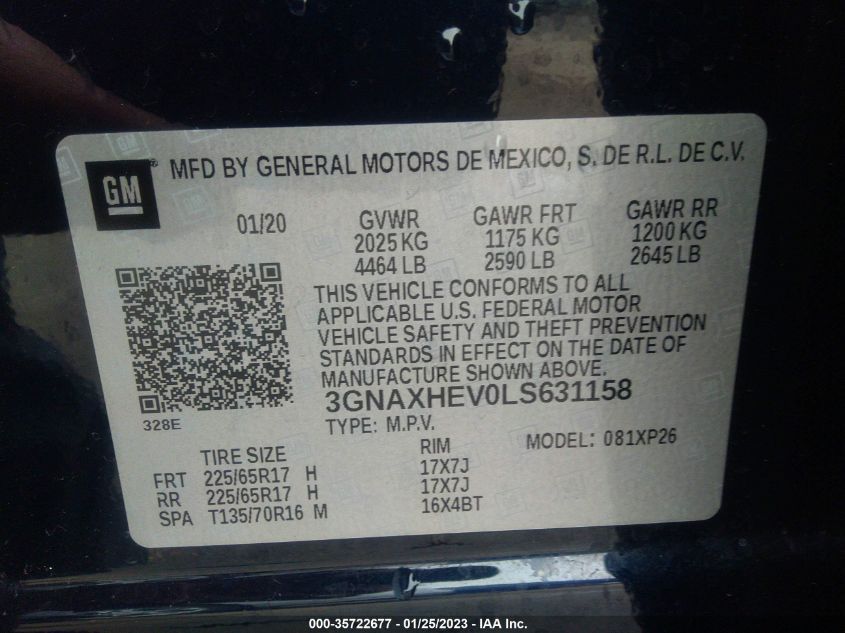 GM® MFD BY GENERAL MOTORS DE MEXICO, S. DE R.L. DE C.V.
01/20 GVWR GAWR FRT GAWR RR
2025 KG 1175 KG 1200 KG
4464 LB 2590 LB 2645 LB
THIS VEHICLE CONFORMS TO ALL
APPLICABLE U.S. FEDERAL MOTOR
VEHICLE SAFETY AND THEFT PREVENTION
STANDARDS IN EFFECT ON THE DATE OF
MANUFACTURE SHOWN ABOVE.
3GNAXHEV0LS631158
328E
TYPE: M.P.V. MODEL: 081XP26
TIRE SIZE RIM
FRT 225/65R17 H 17X7J
RR 225/65R17 H 17X7J
SPA T135/70R16 M 16X4BT
000-35722677 - 01/25/2023 - IAA Inc.